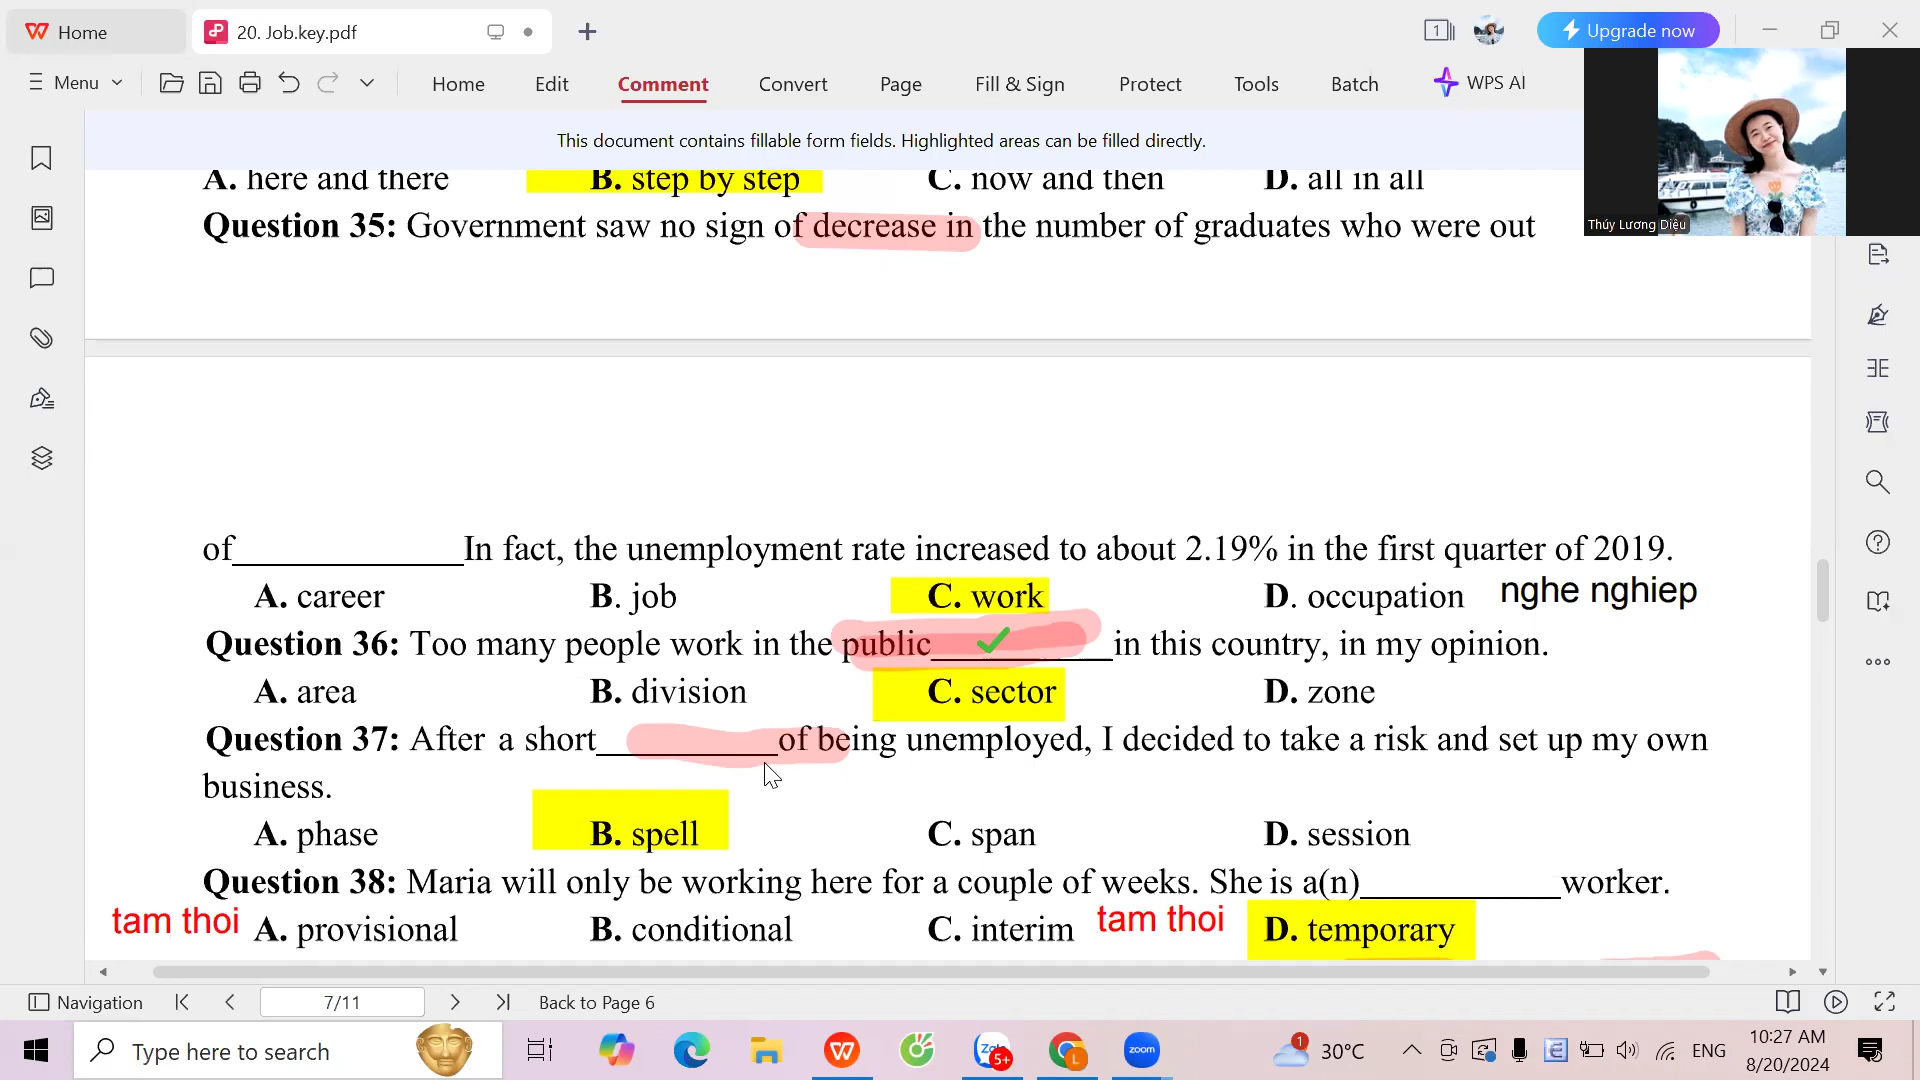 Home
20. Job.key.pdf
1
Upgrade now
Menu
Home Edit Comment Convert Page Fill & Sign Protect Tools Batch WPS AI
This document contains fillable form fields. Highlighted areas can be filled directly.
Thúy Lương Diệu
A. here and there B. step by step C. now and then D. all in all
Question 35: Government saw no sign of decrease in the number of graduates who were out
of____________In fact, the unemployment rate increased to about 2.19% in the first quarter of 2019.
A. career B. job C. work D. occupation nghe nghiep
Question 36: Too many people work in the public__________in this country, in my opinion.
A. area B. division C. sector D. zone
Question 37: After a short__________of being unemployed, I decided to take a risk and set up my own
business.
A. phase B. spell C. span D. session
Question 38: Maria will only be working here for a couple of weeks. She is a(n)___________worker.
tam thoi A. provisional B. conditional C. interim tam thoi D. temporary
Navigation 7/11 Back to Page 6
Type here to search
Zalo 5+
L
zoom
1 30°C
ENG
10:27 AM
8/20/2024